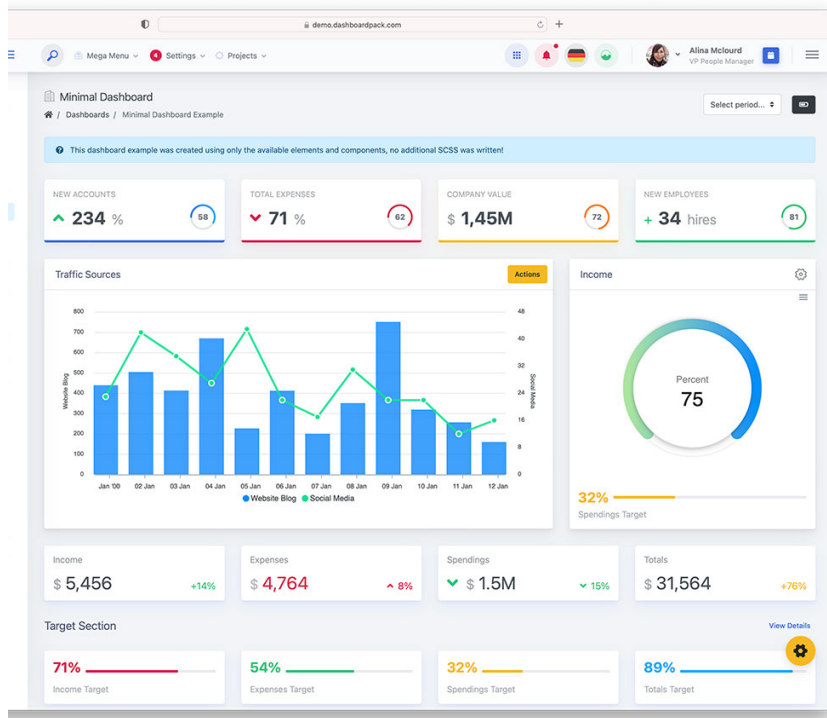 demo.dashboardpack.com
Mega Menu
4 Settings
Projects
Alina Mclourd
VP People Manager
Minimal Dashboard
/ Dashboards / Minimal Dashboard Example
Select period...
This dashboard example was created using only the available elements and components, no additional SCSS was written!
NEW ACCOUNTS
234 %
58
TOTAL EXPENSES
71 %
62
COMPANY VALUE
$ 1,45M
72
NEW EMPLOYEES
+ 34 hires
81
Traffic Sources
Actions
Website Blog
800
700
600
500
400
300
200
100
0
48
40
32
24
16
8
0
Social Media
Jan '00 02 Jan 03 Jan 04 Jan 05 Jan 06 Jan 07 Jan 08 Jan 09 Jan 10 Jan 11 Jan 12 Jan
Website Blog Social Media
Income
Percent
75
32%
Spendings Target
Income
$ 5,456 +14%
Expenses
$ 4,764 8%
Spendings
$ 1.5M 15%
Totals
$ 31,564 +76%
Target Section
View Details
71%
Income Target
54%
Expenses Target
32%
Spendings Target
89%
Totals Target